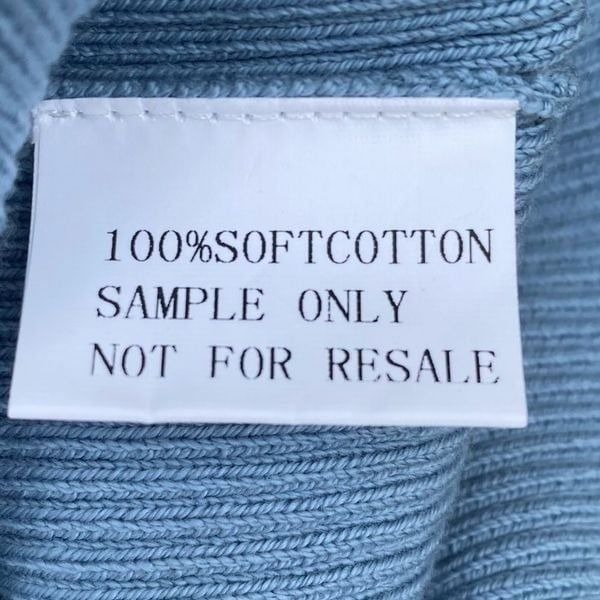 100%SOFTCOTTON
SAMPLE ONLY
NOT FOR RESALE